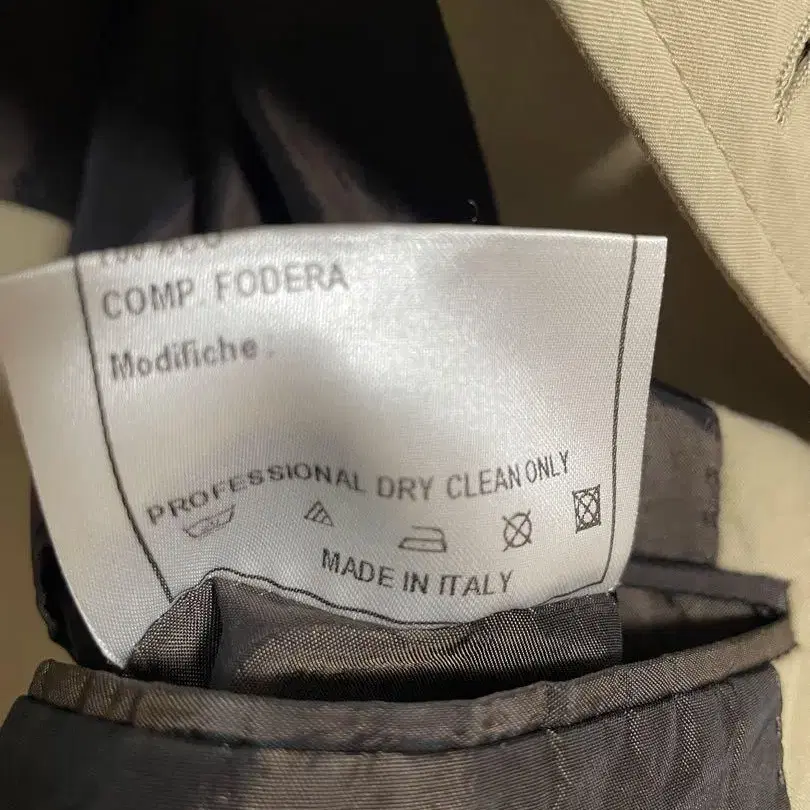 COMP. FODERA
Modifiche:
PROFESSIONAL DRY CLEAN ONLY
MADE IN ITALY